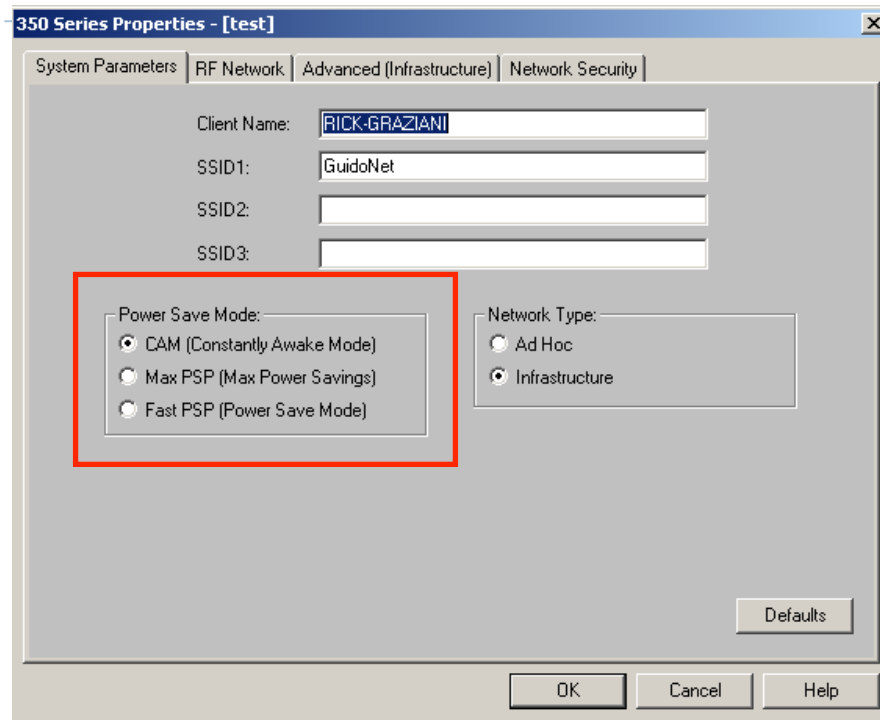 350 Series Properties - [test]
System Parameters RF Network Advanced (Infrastructure) Network Security
Client Name: RICK-GRAZIANI
SSID1: GuidoNet
SSID2:
SSID3:
Power Save Mode:
CAM (Constantly Awake Mode)
Max PSP (Max Power Savings)
Fast PSP (Power Save Mode)
Network Type:
Ad Hoc
Infrastructure
Defaults
OK Cancel Help